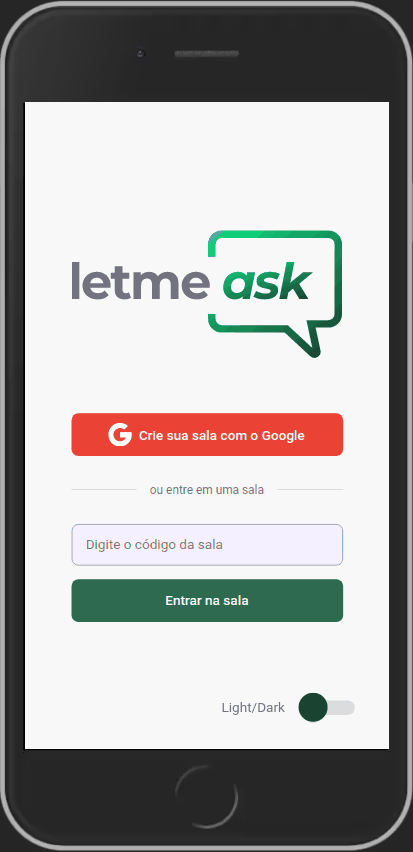 letme ask
Crie sua sala com o Google
ou entre em uma sala
Digite o código da sala
Entrar na sala
Light/Dark